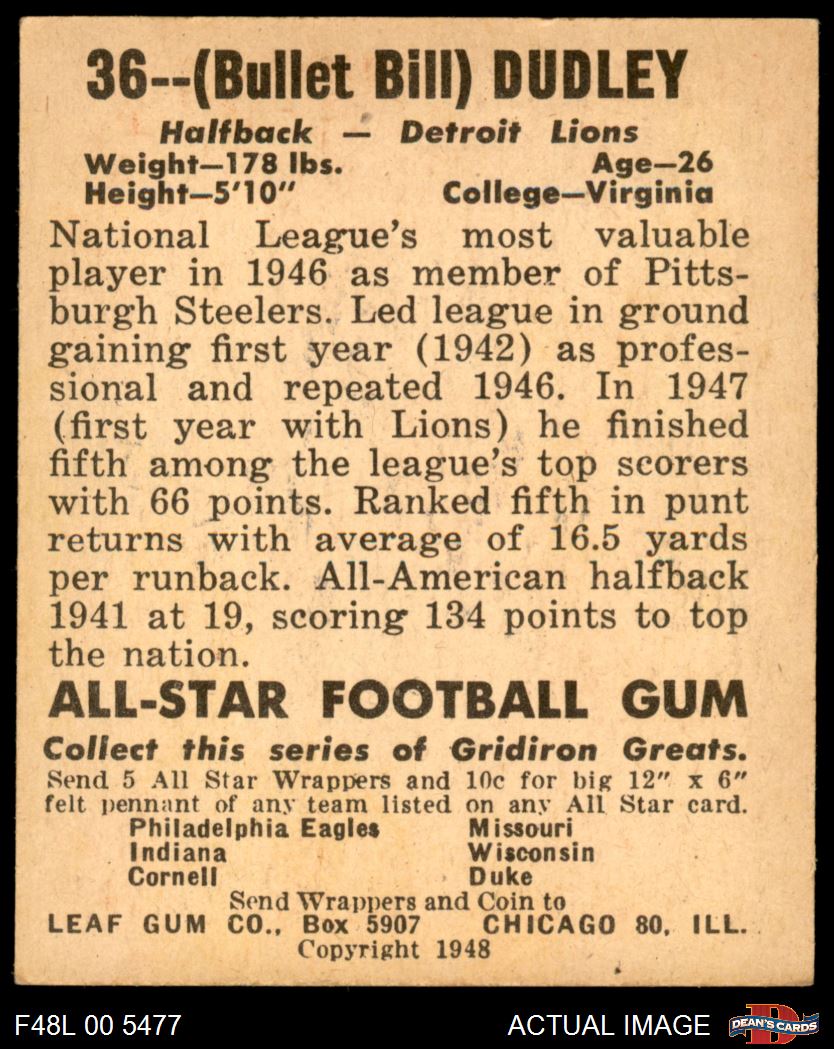 36--(Bullet Bill) DUDLEY
Halfback — Detroit Lions
Weight—178 lbs. Age—26
Height—5'10" College—Virginia
National League's most valuable
player in 1946 as member of Pitts-
burgh Steelers. Led league in ground
gaining first year (1942) as profes-
sional and repeated 1946. In 1947
(first year with Lions) he finished
fifth among the league's top scorers
with 66 points. Ranked fifth in punt
returns with average of 16.5 yards
per runback. All-American halfback
1941 at 19, scoring 134 points to top
the nation.
ALL-STAR FOOTBALL GUM
Collect this series of Gridiron Greats.
Send 5 All Star Wrappers and 10c for big 12" x 6"
felt pennant of any team listed on any All Star card.
Philadelphia Eagles Missouri
Indiana Wisconsin
Cornell Duke
Send Wrappers and Coin to
LEAF GUM CO., Box 5907 CHICAGO 80, ILL.
Copyright 1948
F48L 00 5477 ACTUAL IMAGE D DEAN'S CARDS